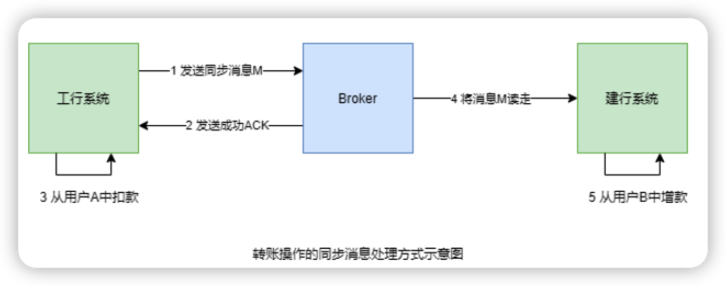 1 发送同步消息M
工行系统
Broker
4 将消息M读走
建行系统
2 发送成功ACK
3 从用户A中扣款
5 从用户B中增款
转账操作的同步消息处理方式示意图